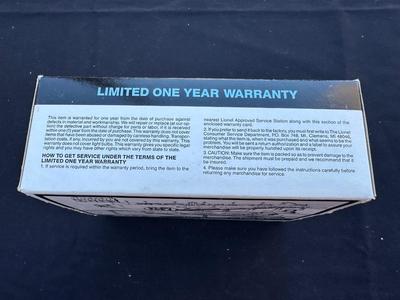 LIMITED ONE YEAR WARRANTY
This item is warranted for one year from the date of purchase against
defects in material and workmanship. We will repair or replace (at our op-
tion) the defective part without charge for parts or labor, if it is returned
within one (1) year from the date of purchase. This warranty does not cover
items that have been abused or damaged by careless handling. Transpor-
tation costs, if any, incurred by you are not covered by this warranty. This
warranty does not cover light bulbs. This warranty gives you specific legal
rights and you may have other rights which vary from state to state.
HOW TO GET SERVICE UNDER THE TERMS OF THE
LIMITED ONE YEAR WARRANTY
1. If service is required within the warranty period, bring the item to the
nearest Lionel Approved Service Station along with this section of the
enclosed warranty card.
2. If you prefer to send it back to the factory, you must first write to The Lionel
Consumer Service Department, P.O. Box 748, Mt. Clemens, MI 48046,
stating what the item is, when it was purchased and what seems to be the
problem. You will be sent a return authorization and a label to assure your
merchandise will be properly handled upon its receipt.
3. CAUTION: Make sure the item is packed so as to prevent damage to the
merchandise. The shipment must be prepaid and we recommend that it
be insured.
4. Please make sure you have followed the instructions carefully before
returning any merchandise for service.